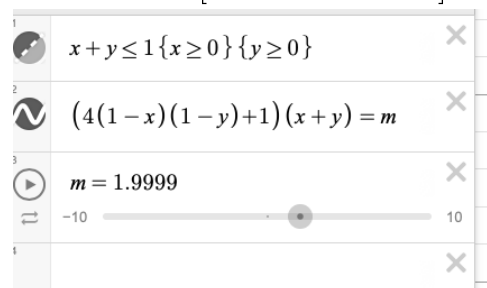 1
x + y ≤ 1 {x ≥ 0} {y ≥ 0}
2
(4(1 − x)(1 − y) + 1)(x + y) = m
3
m = 1.9999
−10 10
4